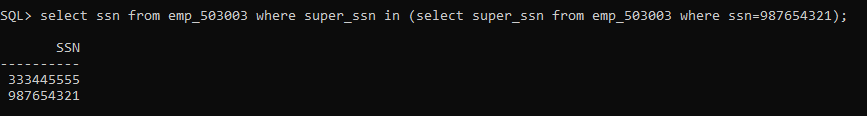 SQL> select ssn from emp_503003 where super_ssn in (select super_ssn from emp_503003 where ssn=987654321);
SSN
----------
333445555
987654321